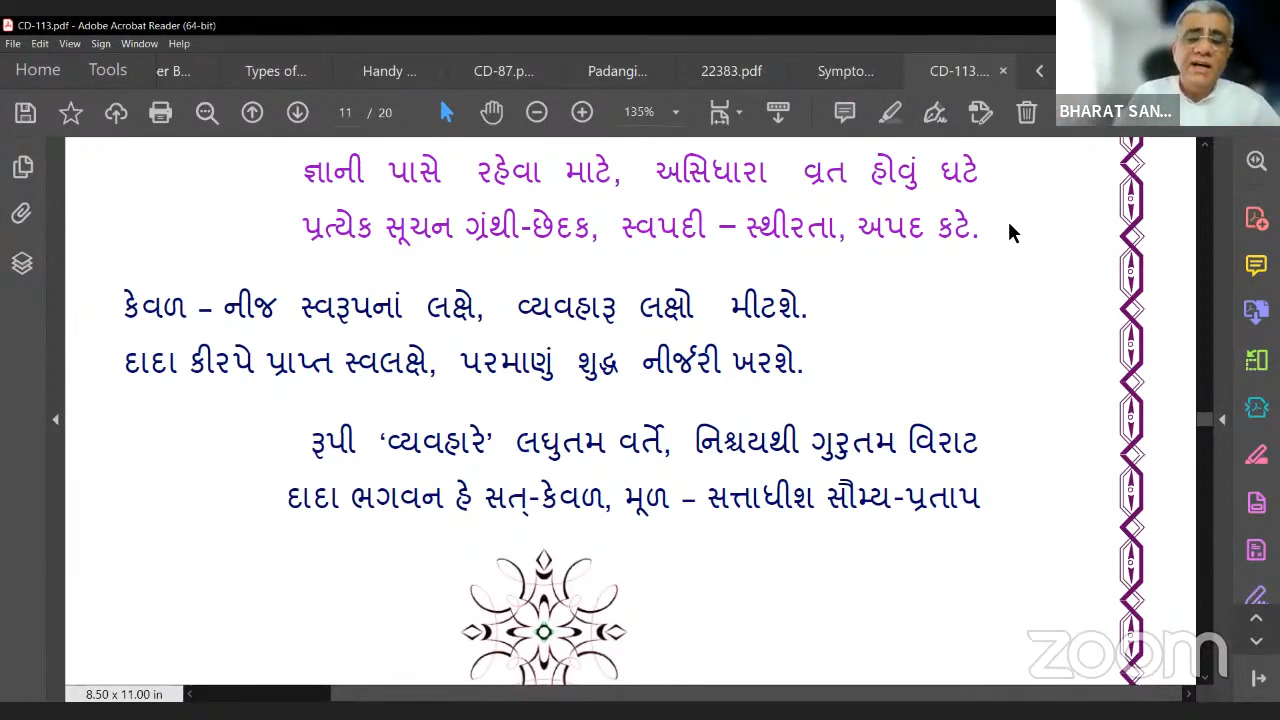 CD-113.pdf - Adobe Acrobat Reader (64-bit)
File Edit View Sign Window Help
Home Tools er B... Types of... Handy ... CD-87.p... Padangi... 22383.pdf Sympto... CD-113.... ×
11 / 20 135%
BHARAT SAN...
જ્ઞાની પાસે રહેવા માટે, અસિધારા વ્રત હોવું ઘટે
પ્રત્યેક સૂચન ગ્રંથી-છેદક, સ્વપદી – સ્થીરતા, અપદ કટે.
કેવળ – નીજ સ્વરૂપનાં લક્ષે, વ્યવહારૂ લક્ષો મીટશે.
દાદા કીરપે પ્રાપ્ત સ્વલક્ષે, પરમાણું શુદ્ધ નીર્જરી ખરશે.
રૂપી ‘વ્યવહારે’ લઘુતમ વર્તે, નિશ્ચયથી ગુરુતમ વિરાટ
દાદા ભગવન હે સત્-કેવળ, મૂળ – સત્તાધીશ સૌમ્ય-પ્રતાપ
zoom
8.50 x 11.00 in